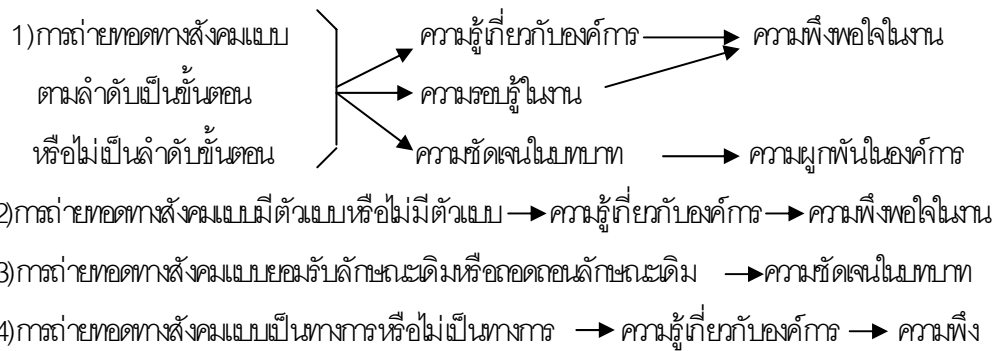 1)การถ่ายทอดทางสังคมแบบ ความรู้เกี่ยวกับองค์การ ความพึงพอใจในงาน
ตามลำดับเป็นขั้นตอน ความรอบรู้ในงาน
หรือไม่เป็นลำดับขั้นตอน ความชัดเจนในบทบาท ความผูกพันในองค์การ
2)การถ่ายทอดทางสังคมแบบมีตัวแบบหรือไม่มีตัวแบบ ความรู้เกี่ยวกับองค์การ ความพึงพอใจในงาน
3)การถ่ายทอดทางสังคมแบบยอมรับลักษณะเดิมหรือถอดถอนลักษณะเดิม ความชัดเจนในบทบาท
4)การถ่ายทอดทางสังคมแบบเป็นทางการหรือไม่เป็นทางการ ความรู้เกี่ยวกับองค์การ ความพึง